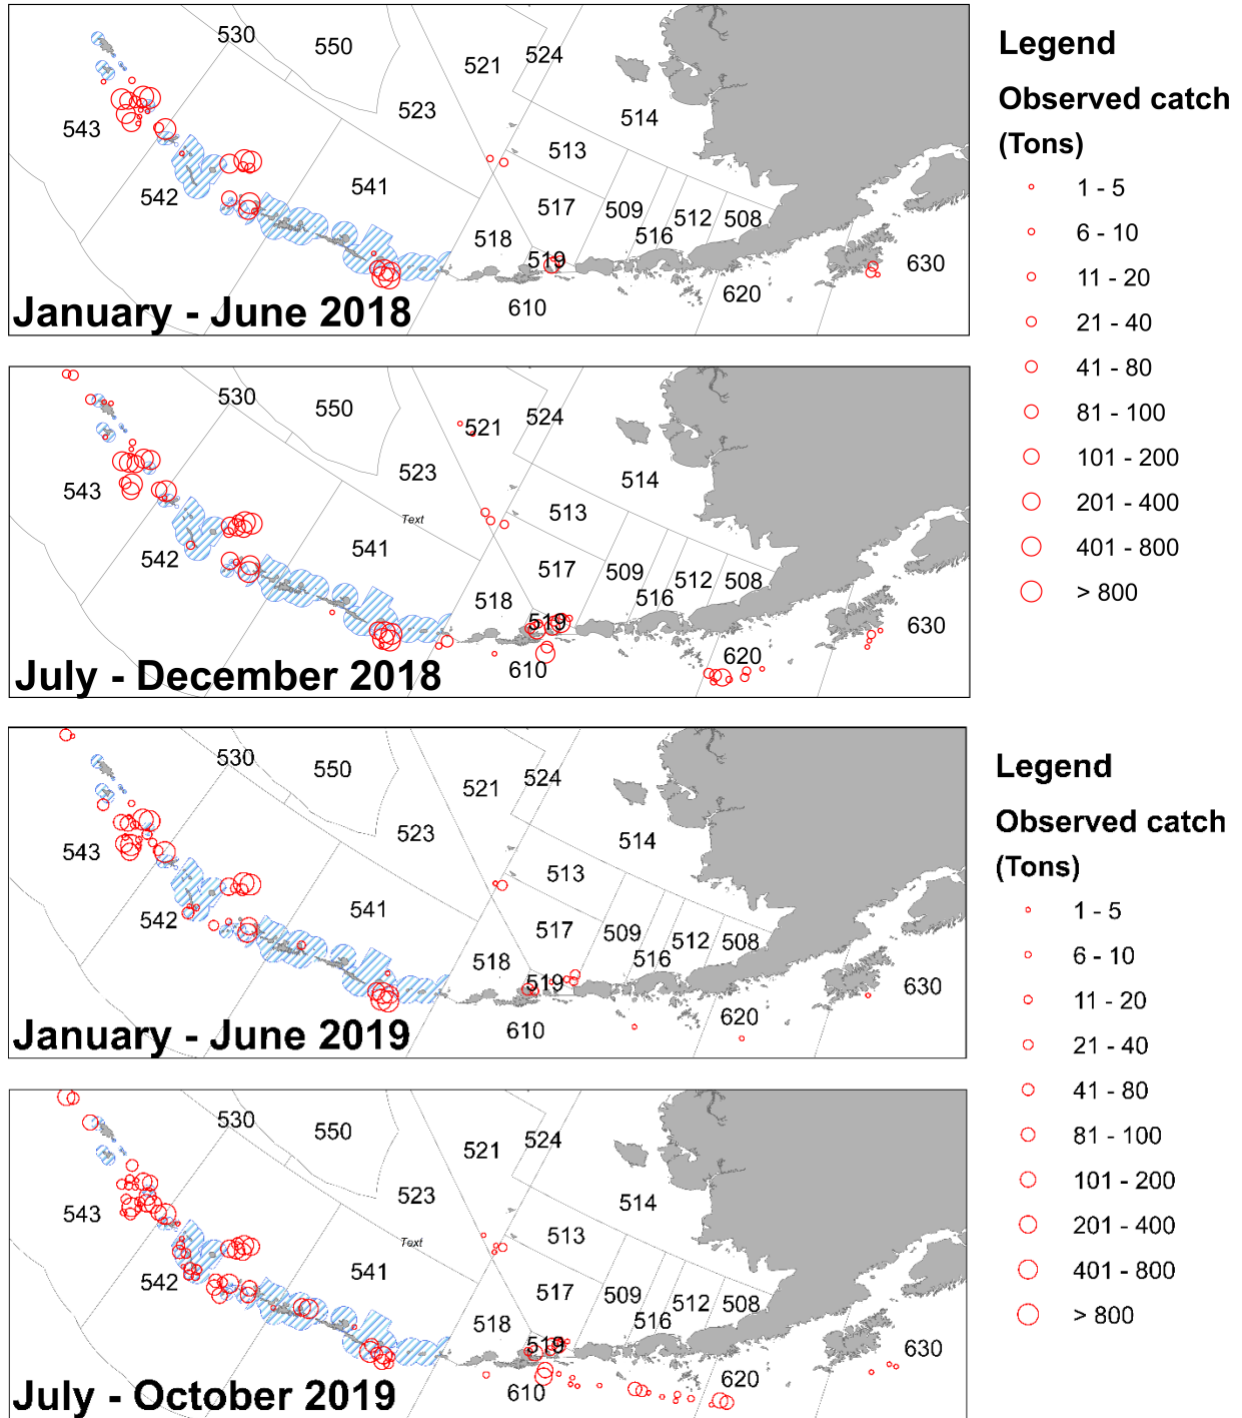 530
550
521
524
523
514
543
513
542
541
517
509
512
508
516
518
519
630
620
610
January - June 2018
530
550
521
524
523
514
543
Text
513
542
541
517
509
512
508
516
518
519
630
620
610
July - December 2018
530
550
521
524
523
514
543
513
542
541
517
509
512
508
516
518
519
630
620
610
January - June 2019
530
550
521
524
523
514
543
Text
513
542
541
517
509
512
508
516
518
519
630
620
610
July - October 2019
Legend
Observed catch
(Tons)
1 - 5
6 - 10
11 - 20
21 - 40
41 - 80
81 - 100
101 - 200
201 - 400
401 - 800
> 800
Legend
Observed catch
(Tons)
1 - 5
6 - 10
11 - 20
21 - 40
41 - 80
81 - 100
101 - 200
201 - 400
401 - 800
> 800